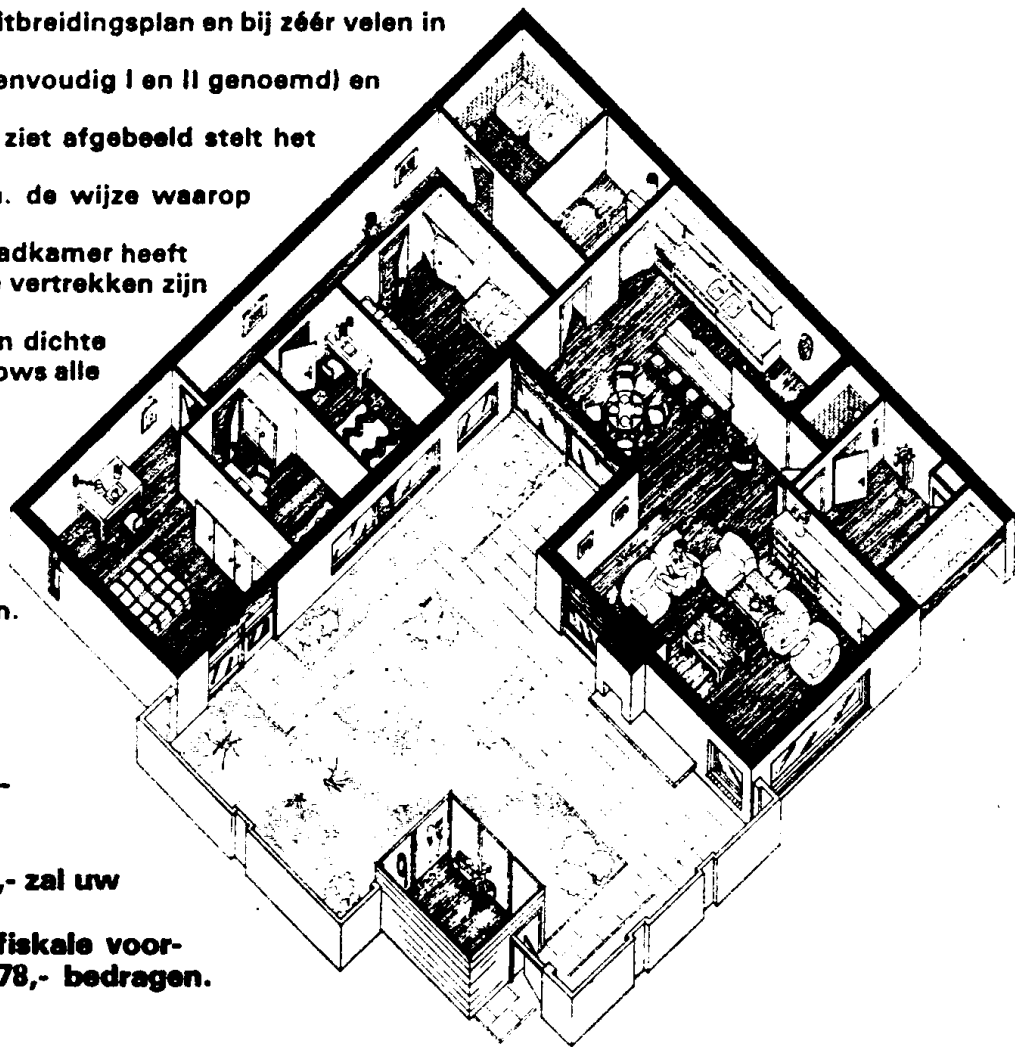 itbreidingsplan en bij zéér velen in
envoudig I en II genoemd) en
ziet afgebeeld stelt het
. de wijze waarop
adkamer heeft
vertrekken zijn
n dichte
ows alle
n.
-
,- zal uw
fiskale voor-
78,- bedragen.